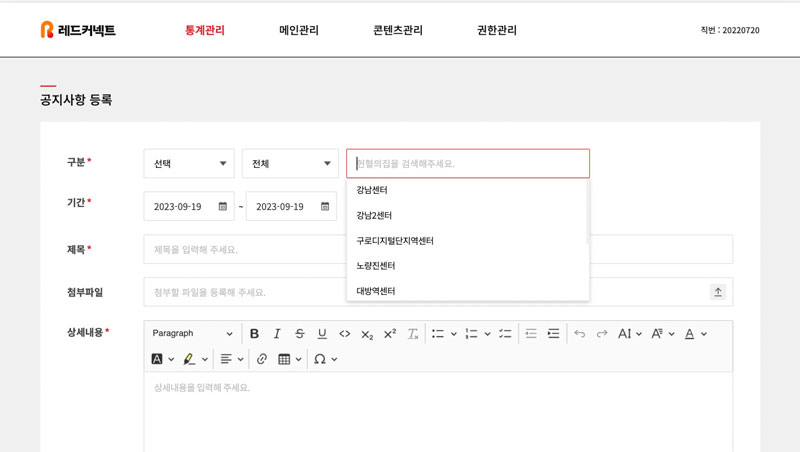 레드커넥트 통계관리 메인관리 콘텐츠관리 권한관리 직번 : 20220720
공지사항 등록
구분* 선택 전체 헌혈의집을 검색해주세요.
강남센터
강남2센터
구로디지털단지역센터
노량진센터
대방역센터
기간* 2023-09-19 ~ 2023-09-19
제목* 제목을 입력해 주세요.
첨부파일 첨부할 파일을 등록해 주세요.
상세내용* Paragraph
상세내용을 입력해 주세요.